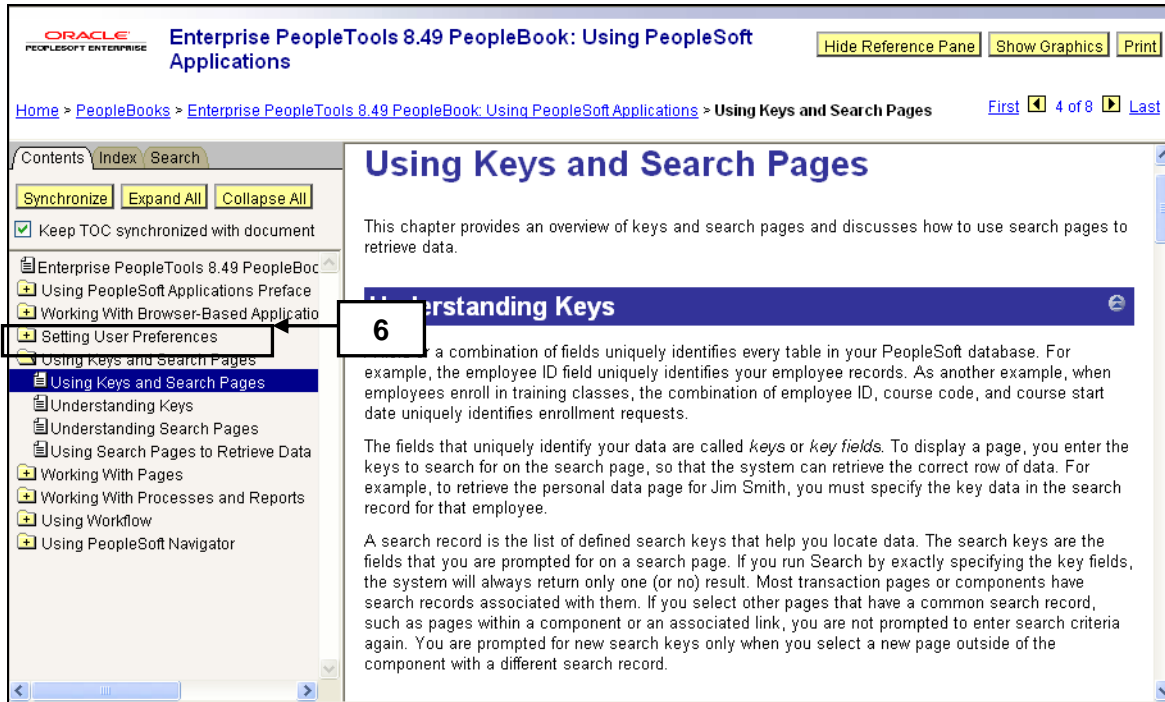 ORACLE
PEOPLESOFT ENTERPRISE
Enterprise PeopleTools 8.49 PeopleBook: Using PeopleSoft
Applications
Hide Reference Pane Show Graphics Print
Home > PeopleBooks > Enterprise PeopleTools 8.49 PeopleBook: Using PeopleSoft Applications > Using Keys and Search Pages
First 4 of 8 Last
Contents Index Search
Synchronize Expand All Collapse All
Keep TOC synchronized with document
Enterprise PeopleTools 8.49 PeopleBoo
Using PeopleSoft Applications Preface
Working With Browser-Based Applicatio
Setting User Preferences
Using Keys and Search Pages
Using Keys and Search Pages
Understanding Keys
Understanding Search Pages
Using Search Pages to Retrieve Data
Working With Pages
Working With Processes and Reports
Using Workflow
Using PeopleSoft Navigator
6
Using Keys and Search Pages
This chapter provides an overview of keys and search pages and discusses how to use search pages to
retrieve data.
erstanding Keys
or a combination of fields uniquely identifies every table in your PeopleSoft database. For
example, the employee ID field uniquely identifies your employee records. As another example, when
employees enroll in training classes, the combination of employee ID, course code, and course start
date uniquely identifies enrollment requests.
The fields that uniquely identify your data are called keys or key fields. To display a page, you enter the
keys to search for on the search page, so that the system can retrieve the correct row of data. For
example, to retrieve the personal data page for Jim Smith, you must specify the key data in the search
record for that employee.
A search record is the list of defined search keys that help you locate data. The search keys are the
fields that you are prompted for on a search page. If you run Search by exactly specifying the key fields,
the system will always return only one (or no) result. Most transaction pages or components have
search records associated with them. If you select other pages that have a common search record,
such as pages within a component or an associated link, you are not prompted to enter search criteria
again. You are prompted for new search keys only when you select a new page outside of the
component with a different search record.